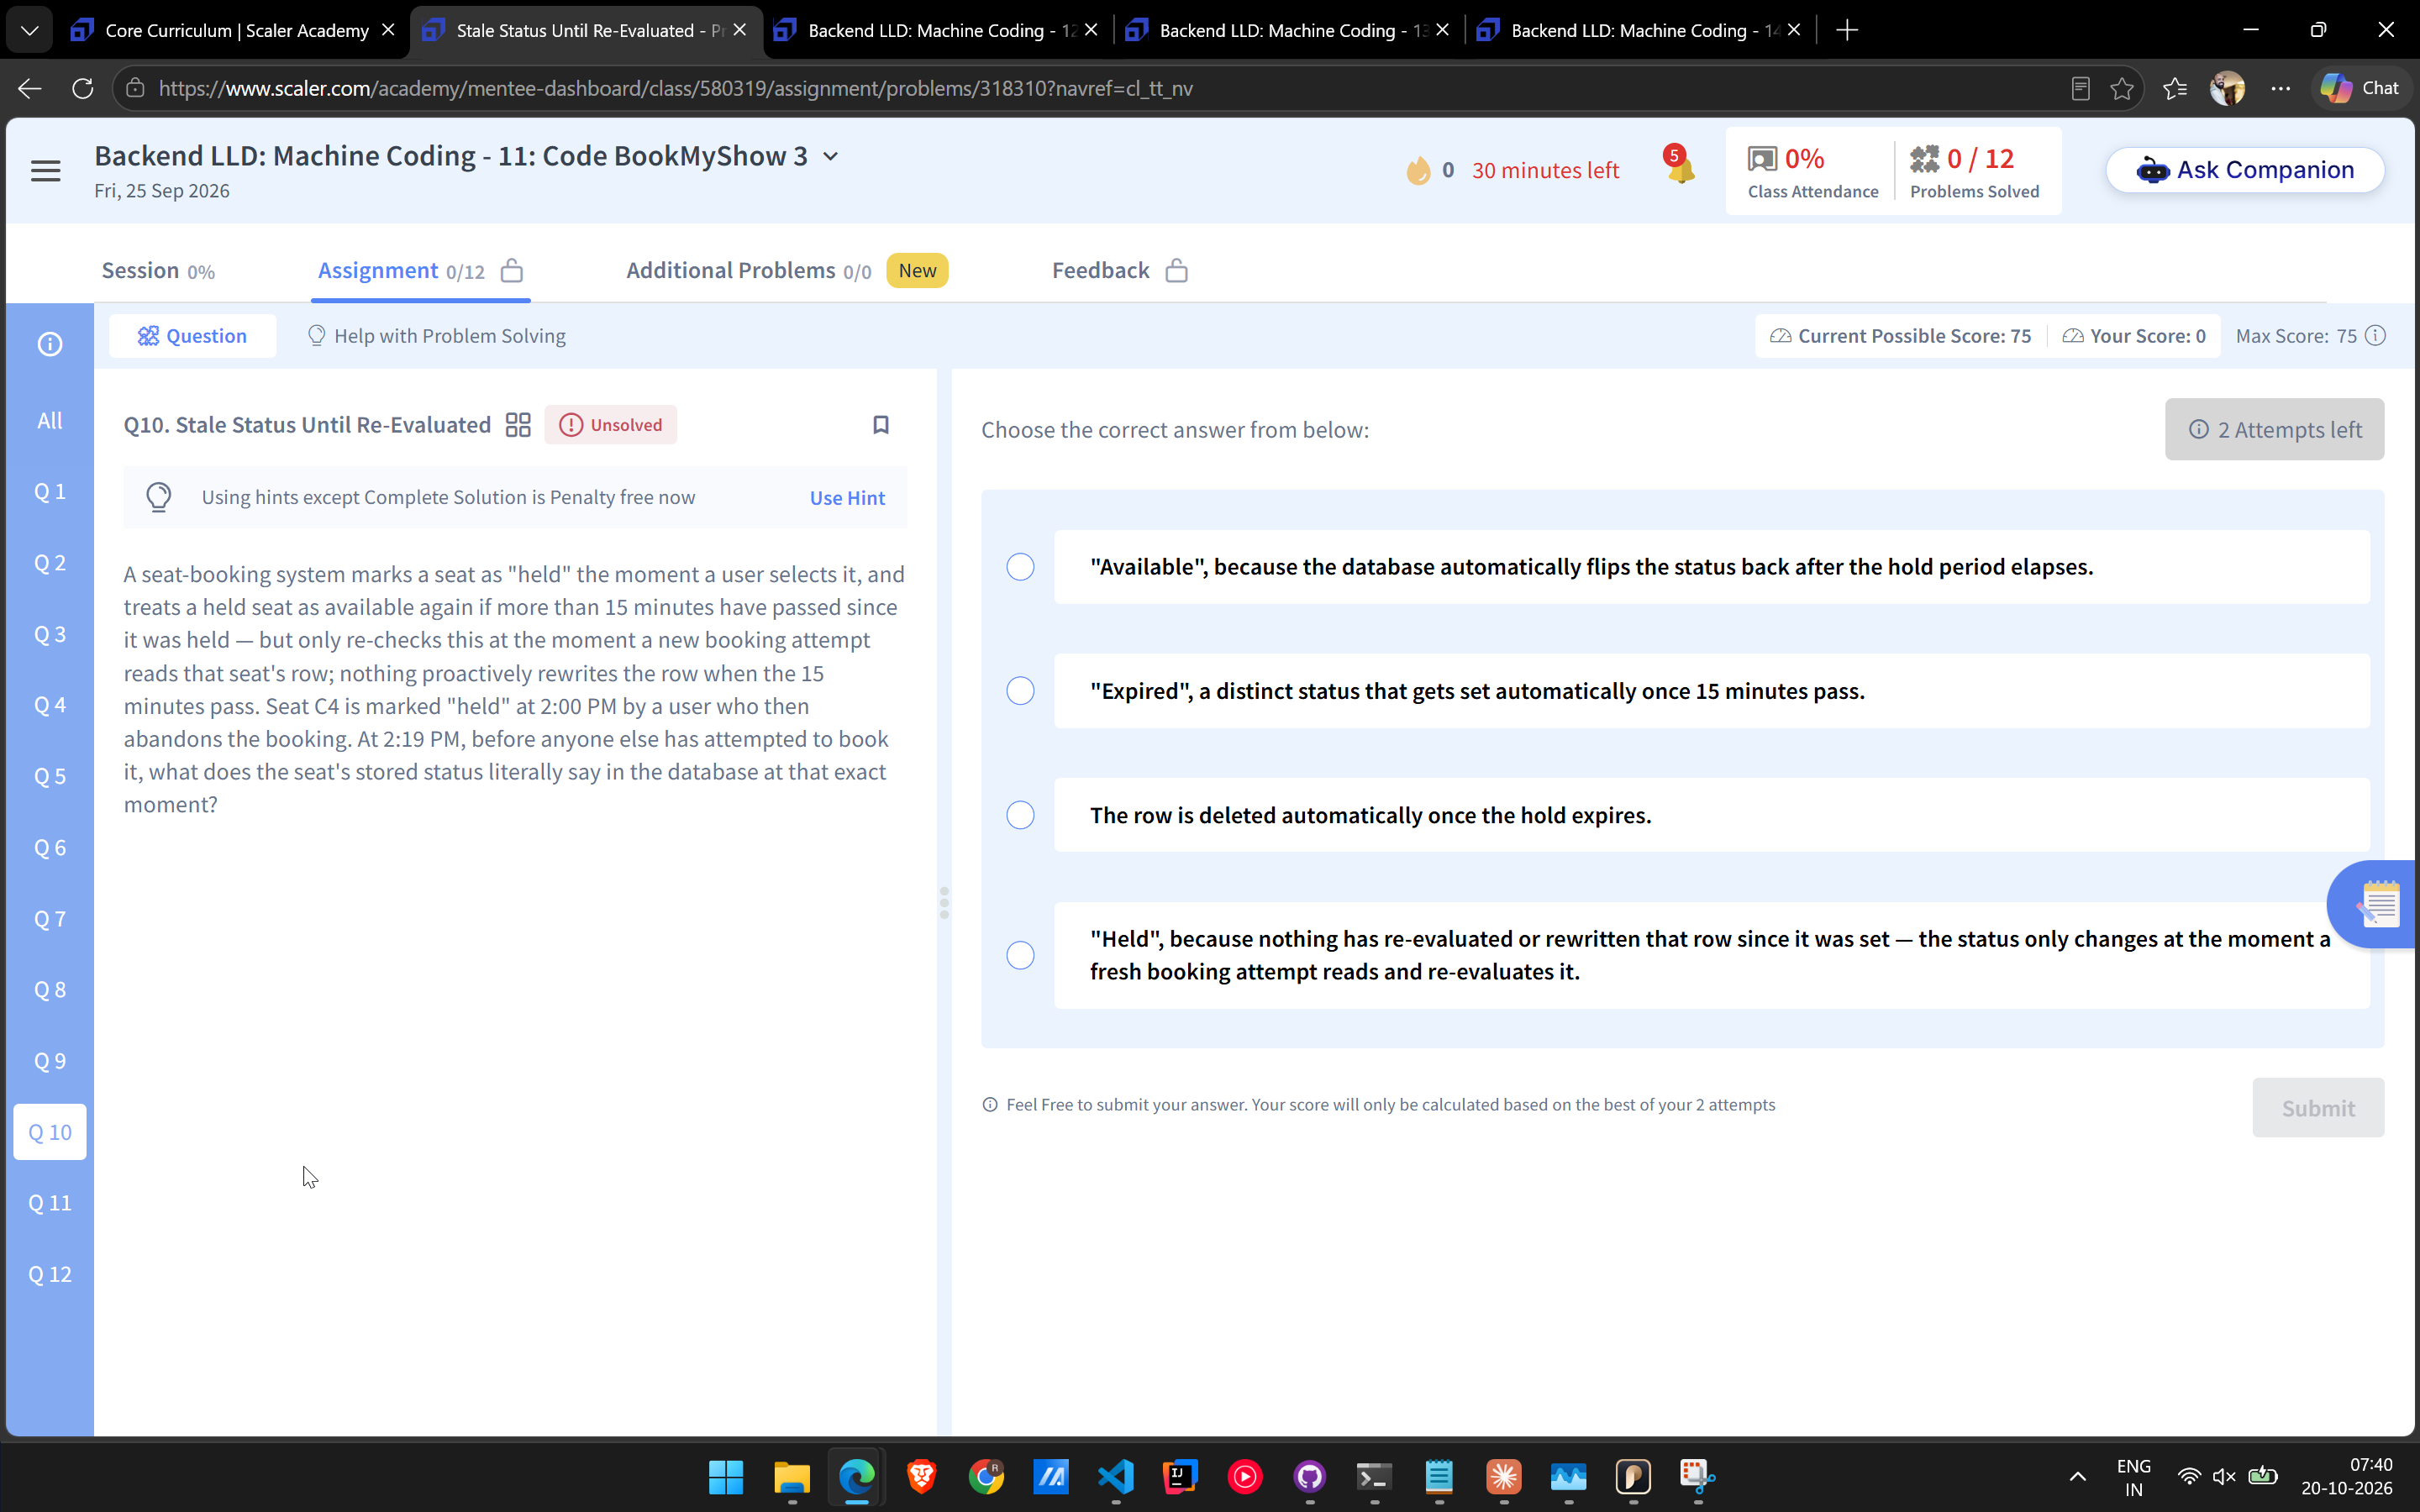 Core Curriculum | Scaler Academy
Stale Status Until Re-Evaluated - Pr
Backend LLD: Machine Coding - 12
Backend LLD: Machine Coding - 13
Backend LLD: Machine Coding - 14
https://www.scaler.com/academy/mentee-dashboard/class/580319/assignment/problems/318310?navref=cl_tt_nv
Chat
Backend LLD: Machine Coding - 11: Code BookMyShow 3
Fri, 25 Sep 2026
0
30 minutes left
5
0%
Class Attendance
0 / 12
Problems Solved
Ask Companion
Session 0%
Assignment 0/12
Additional Problems 0/0 New
Feedback
Question
Help with Problem Solving
Current Possible Score: 75
Your Score: 0
Max Score: 75
All
Q 1
Q 2
Q 3
Q 4
Q 5
Q 6
Q 7
Q 8
Q 9
Q 10
Q 11
Q 12
Q10. Stale Status Until Re-Evaluated
Unsolved
Using hints except Complete Solution is Penalty free now
Use Hint
A seat-booking system marks a seat as "held" the moment a user selects it, and
treats a held seat as available again if more than 15 minutes have passed since
it was held — but only re-checks this at the moment a new booking attempt
reads that seat's row; nothing proactively rewrites the row when the 15
minutes pass. Seat C4 is marked "held" at 2:00 PM by a user who then
abandons the booking. At 2:19 PM, before anyone else has attempted to book
it, what does the seat's stored status literally say in the database at that exact
moment?
Choose the correct answer from below:
2 Attempts left
"Available", because the database automatically flips the status back after the hold period elapses.
"Expired", a distinct status that gets set automatically once 15 minutes pass.
The row is deleted automatically once the hold expires.
"Held", because nothing has re-evaluated or rewritten that row since it was set — the status only changes at the moment a
fresh booking attempt reads and re-evaluates it.
Feel Free to submit your answer. Your score will only be calculated based on the best of your 2 attempts
Submit
R
IJ
ENG
IN
07:40
20-10-2026